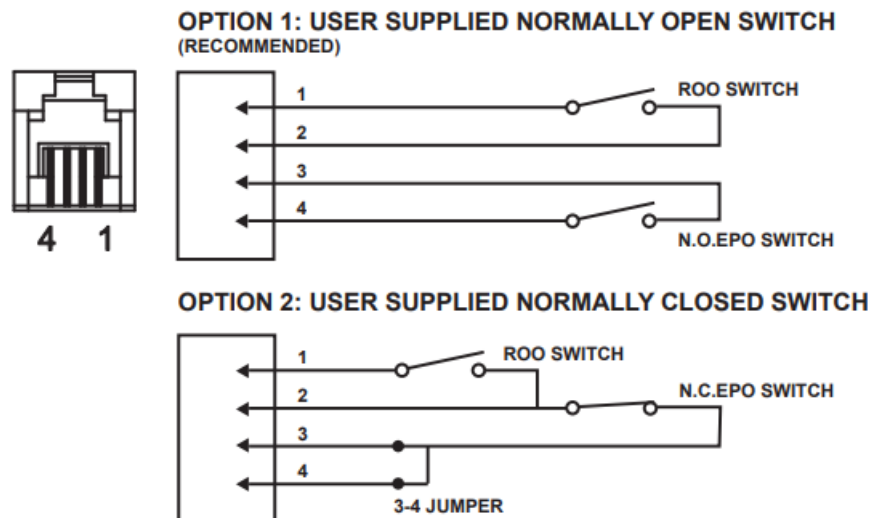 OPTION 1: USER SUPPLIED NORMALLY OPEN SWITCH
(RECOMMENDED)
1
ROO SWITCH
2
3
4
N.O.EPO SWITCH
4 1
OPTION 2: USER SUPPLIED NORMALLY CLOSED SWITCH
1
ROO SWITCH
2
N.C.EPO SWITCH
3
4
3-4 JUMPER